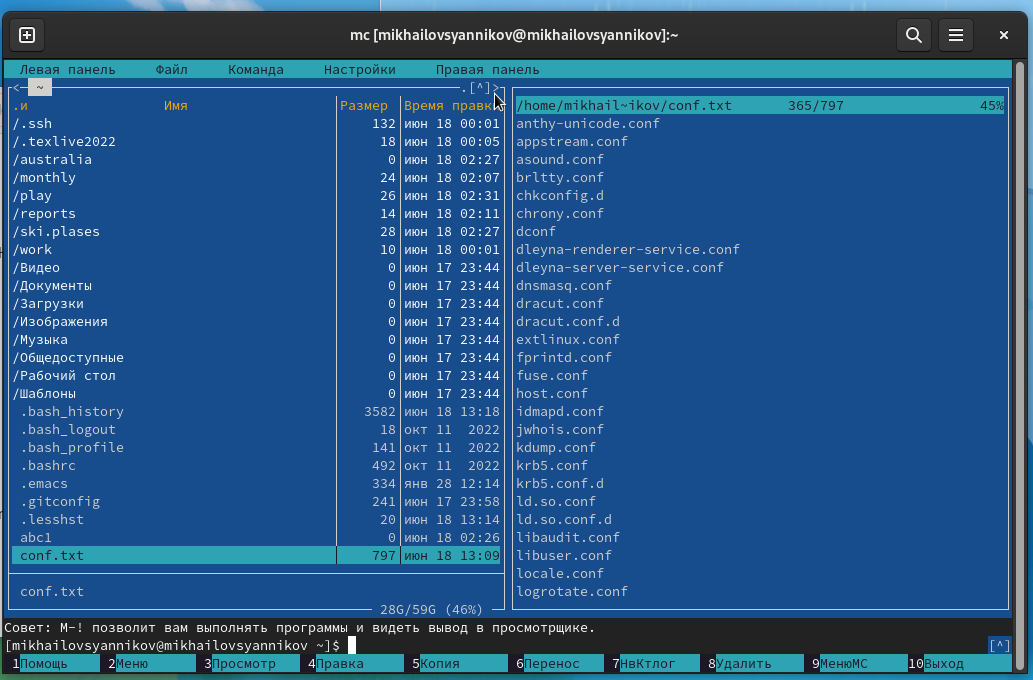 mc [mikhailovsyannikov@mikhailovsyannikov]:~
Левая панель Файл Команда Настройки Правая панель
<- ~ .[^]>
.и Имя Размер Время правк
/.ssh 132 июн 18 00:01
/.texlive2022 18 июн 18 00:05
/australia 0 июн 18 02:27
/monthly 24 июн 18 02:07
/play 26 июн 18 02:31
/reports 14 июн 18 02:11
/ski.plases 28 июн 18 02:27
/work 10 июн 18 00:01
/Видео 0 июн 17 23:44
/Документы 0 июн 17 23:44
/Загрузки 0 июн 17 23:44
/Изображения 0 июн 17 23:44
/Музыка 0 июн 17 23:44
/Общедоступные 0 июн 17 23:44
/Рабочий стол 0 июн 17 23:44
/Шаблоны 0 июн 17 23:44
.bash_history 3582 июн 18 13:18
.bash_logout 18 окт 11 2022
.bash_profile 141 окт 11 2022
.bashrc 492 окт 11 2022
.emacs 334 янв 28 12:14
.gitconfig 241 июн 17 23:58
.lesshst 20 июн 18 13:14
abc1 0 июн 18 02:26
conf.txt 797 июн 18 13:09
conf.txt
28G/59G (46%)
/home/mikhail~ikov/conf.txt 365/797 45%
anthy-unicode.conf
appstream.conf
asound.conf
brltty.conf
chkconfig.d
chrony.conf
dconf
dleyna-renderer-service.conf
dleyna-server-service.conf
dnsmasq.conf
dracut.conf
dracut.conf.d
extlinux.conf
fprintd.conf
fuse.conf
host.conf
idmapd.conf
jwhois.conf
kdump.conf
krb5.conf
krb5.conf.d
ld.so.conf
ld.so.conf.d
libaudit.conf
libuser.conf
locale.conf
logrotate.conf
Совет: M-! позволит вам выполнять программы и видеть вывод в просмотрщике.
[mikhailovsyannikov@mikhailovsyannikov ~]$ [^]
1Помощь 2Меню 3Просмотр 4Правка 5Копия 6Перенос 7НвКтлог 8Удалить 9МенюMC 10Выход